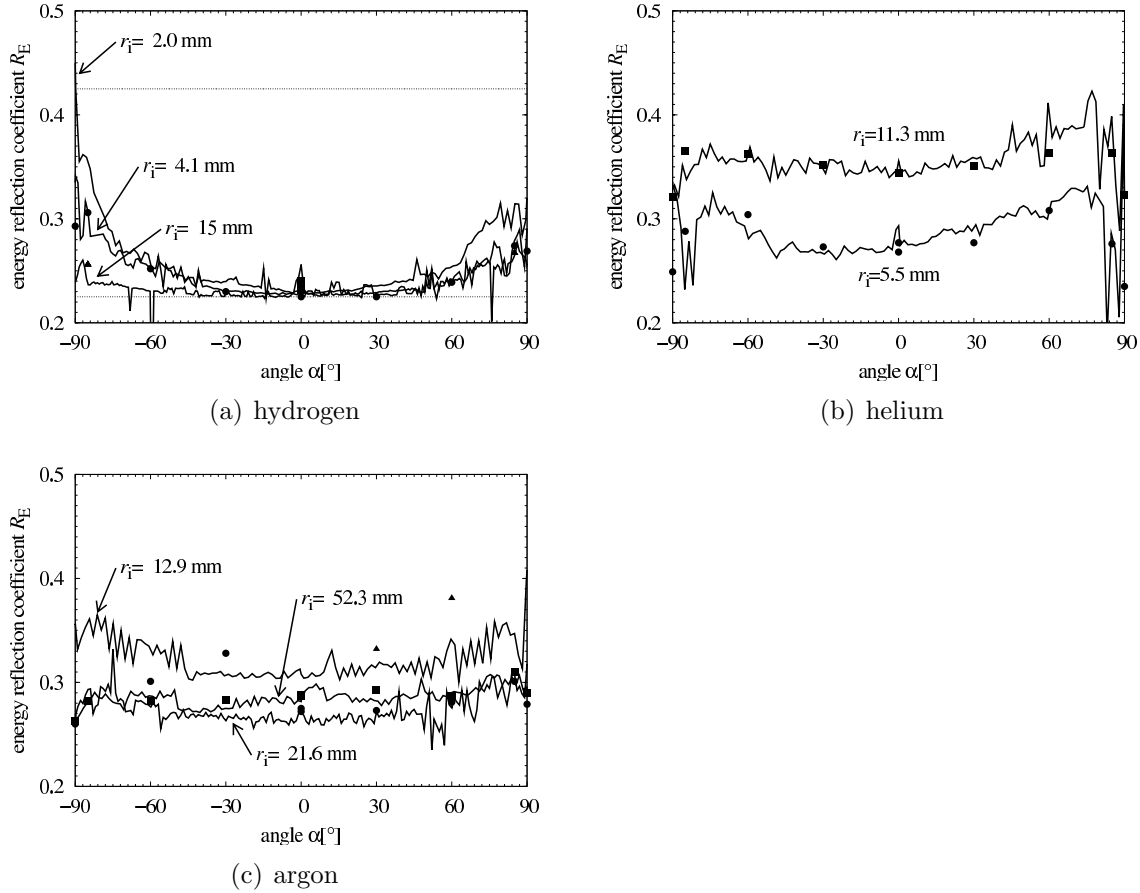 energy reflection coefficient R_E
0.5
0.4
0.3
0.2
r_i= 2.0 mm
r_i= 4.1 mm
r_i= 15 mm
−90 −60 −30 0 30 60 90
angle α[°]
(a) hydrogen
energy reflection coefficient R_E
0.5
0.4
0.3
0.2
r_i=11.3 mm
r_i=5.5 mm
−90 −60 −30 0 30 60 90
angle α[°]
(b) helium
energy reflection coefficient R_E
0.5
0.4
0.3
0.2
r_i= 12.9 mm
r_i= 52.3 mm
r_i= 21.6 mm
−90 −60 −30 0 30 60 90
angle α[°]
(c) argon